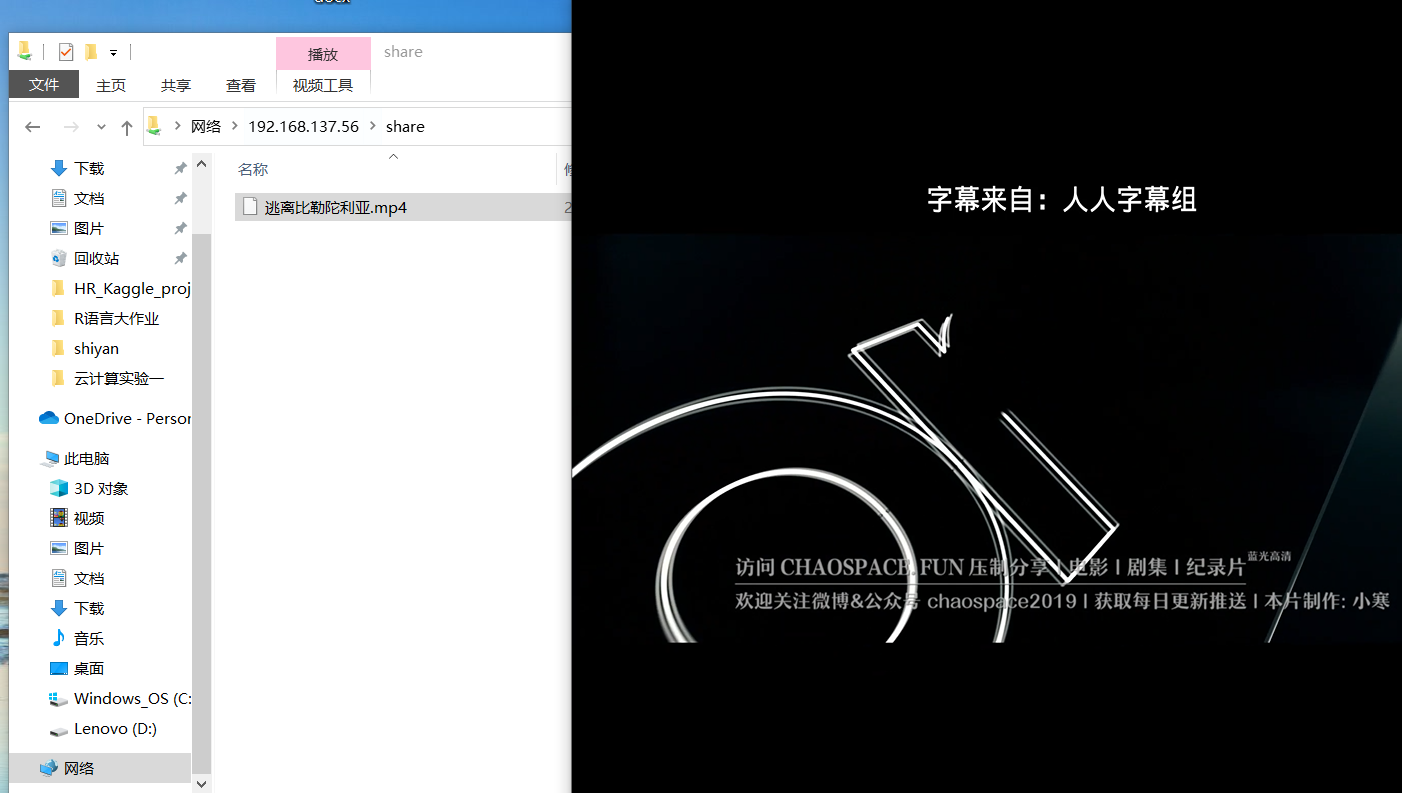 docx
播放
share
文件
主页
共享
查看
视频工具
网络
192.168.137.56
share
下载
文档
图片
回收站
HR_Kaggle_proj
R语言大作业
shiyan
云计算实验一
OneDrive - Person
此电脑
3D 对象
视频
图片
文档
下载
音乐
桌面
Windows_OS (C:
Lenovo (D:)
网络
名称
逃离比勒陀利亚.mp4
2
字幕来自：人人字幕组
访问 CHAOSPACE.FUN 压制分享 | 电影 | 剧集 | 纪录片 蓝光高清
欢迎关注微博&公众号 chaospace2019 | 获取每日更新推送 | 本片制作: 小寒